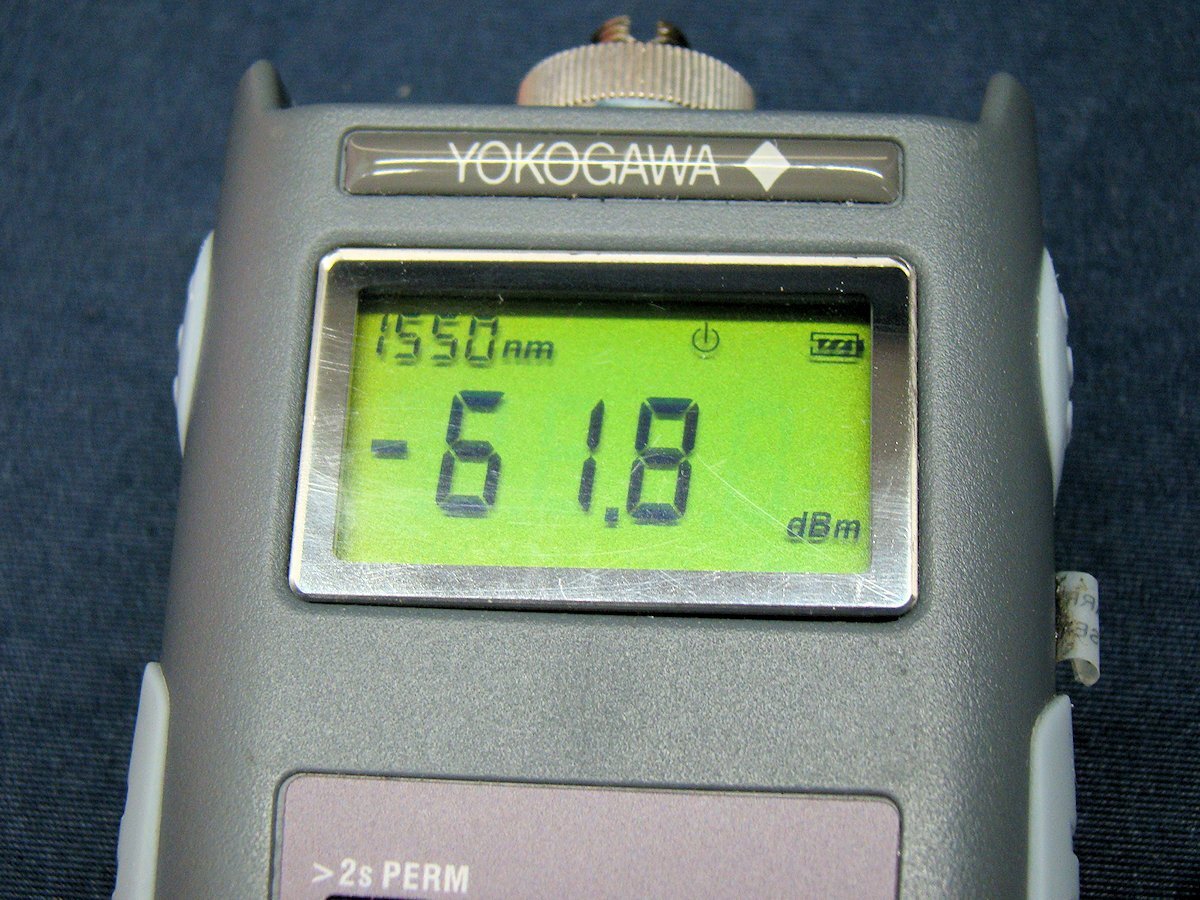 YOKOGAWA
1550nm
-61.8
dBm
>2s PERM